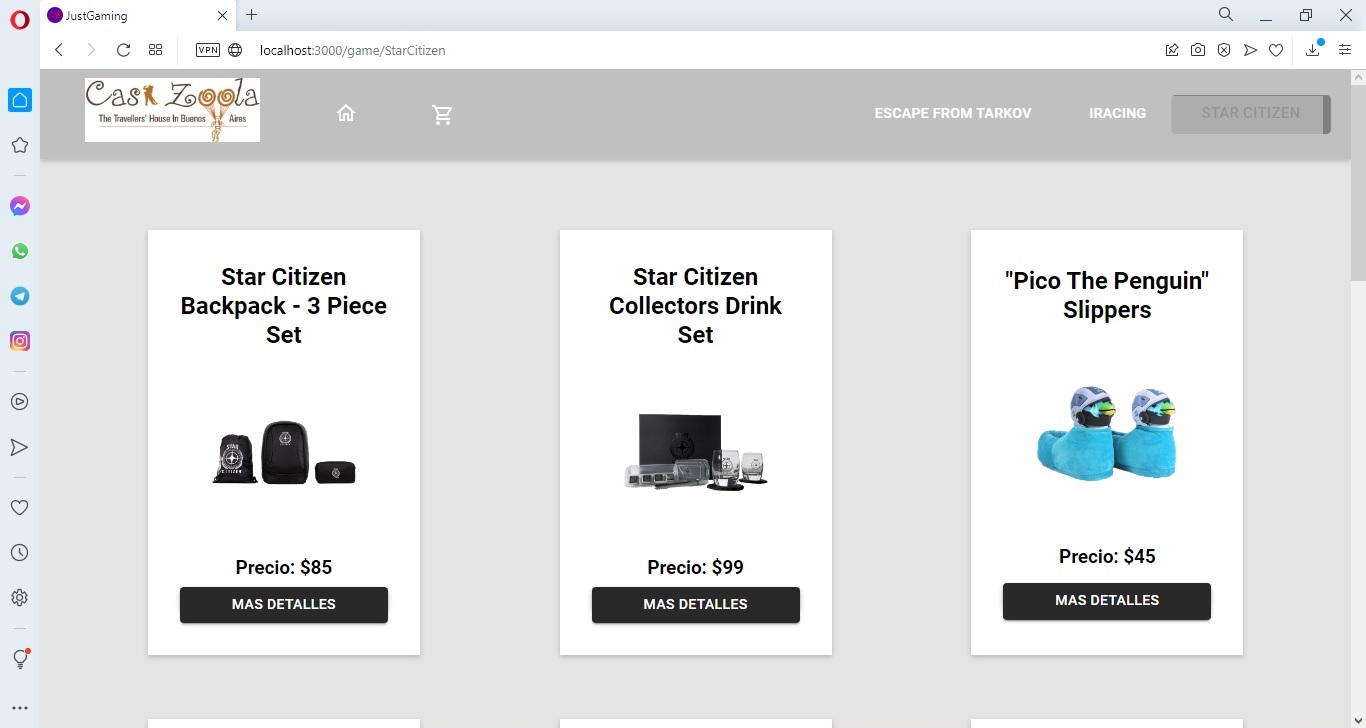 JustGaming
VPN
localhost:3000/game/StarCitizen
Casa Zoola
The Travellers' House In Buenos Aires
ESCAPE FROM TARKOV
IRACING
STAR CITIZEN
Star Citizen
Backpack - 3 Piece
Set
STAR
CITIZEN
Precio: $85
MAS DETALLES
Star Citizen
Collectors Drink
Set
Precio: $99
MAS DETALLES
"Pico The Penguin"
Slippers
Precio: $45
MAS DETALLES